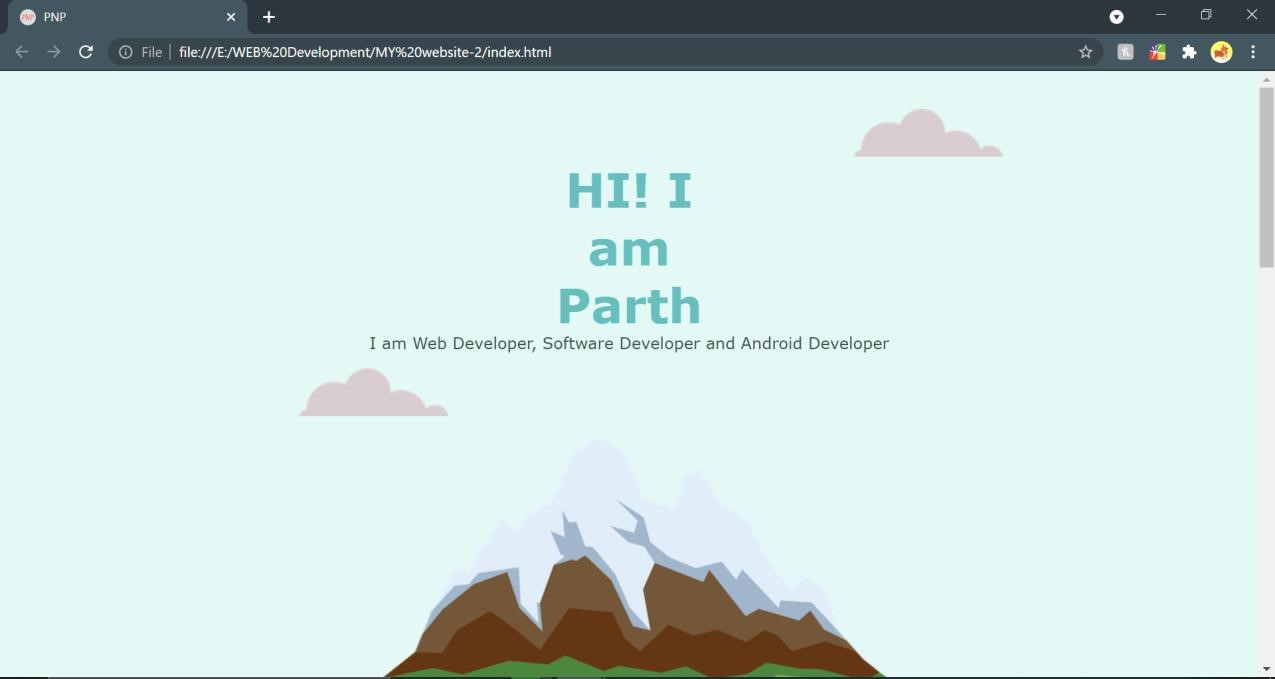 PNP
File | file:///E:/WEB%20Development/MY%20website-2/index.html
HI! I
am
Parth
I am Web Developer, Software Developer and Android Developer